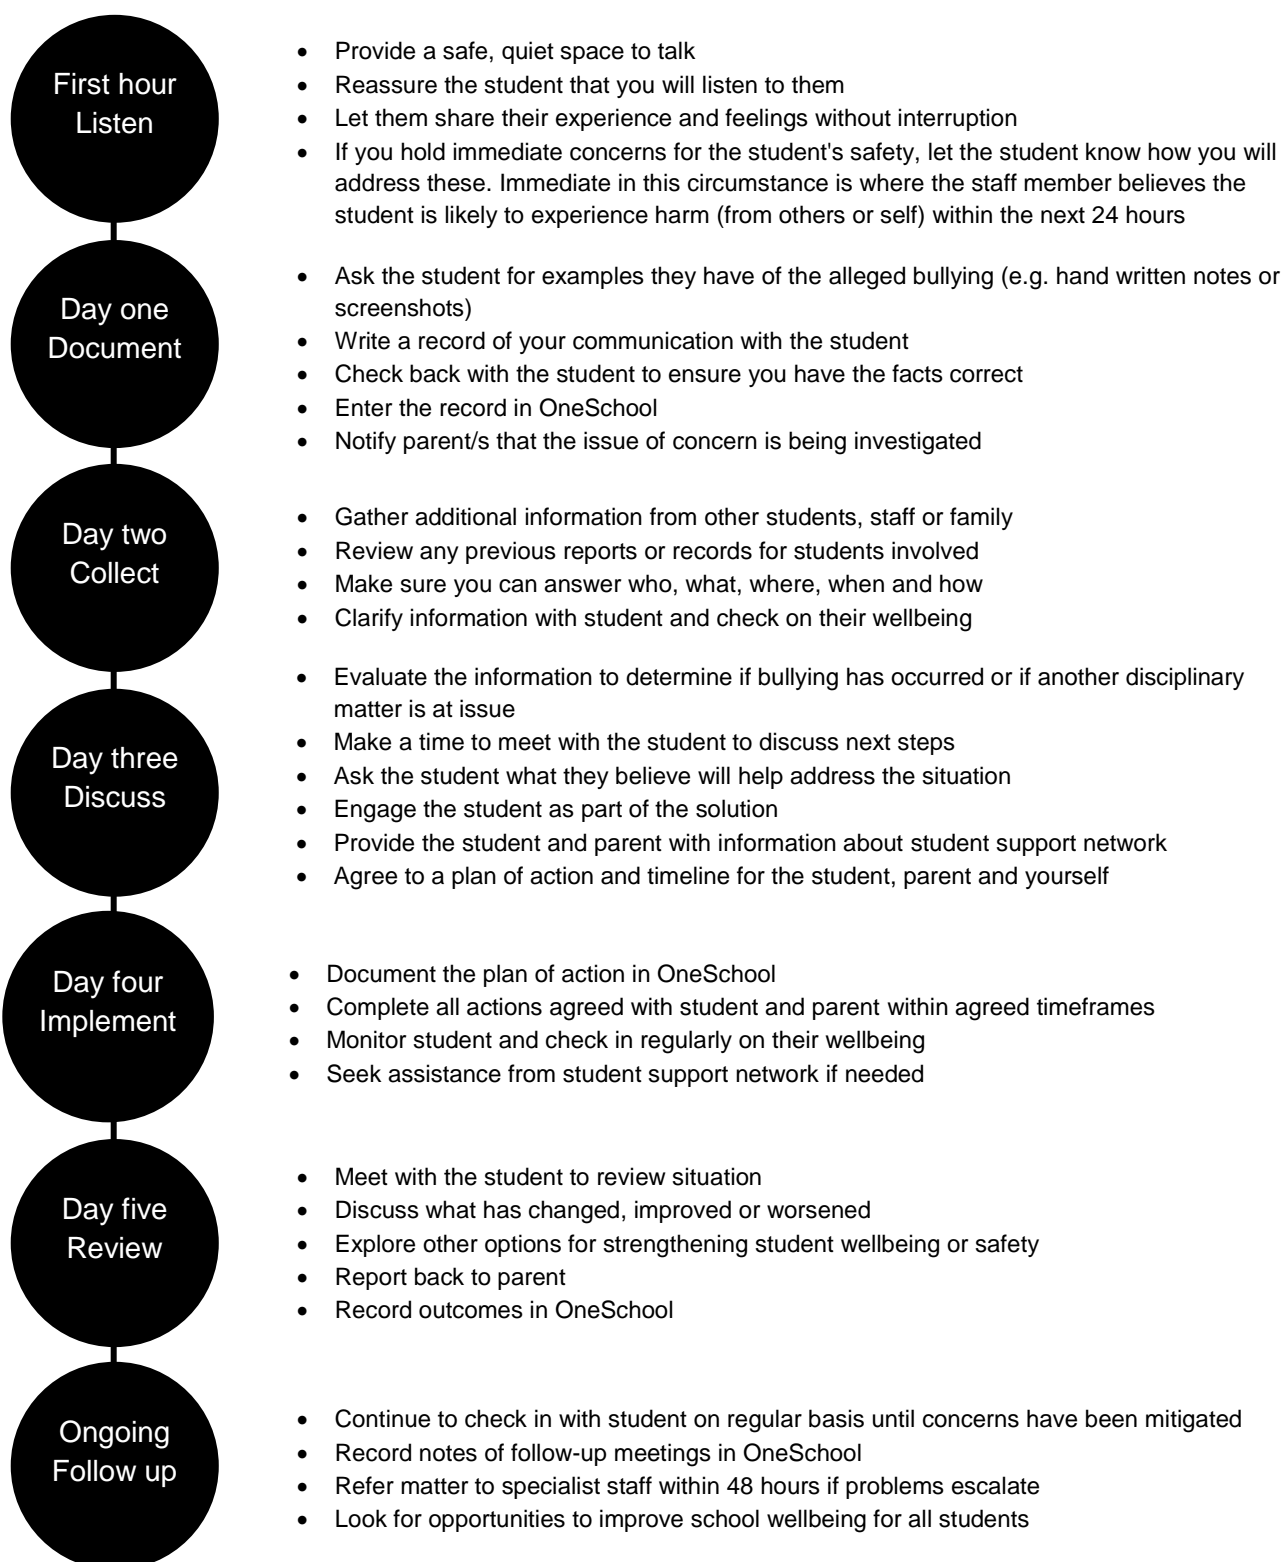 First hour
Listen
• Provide a safe, quiet space to talk
• Reassure the student that you will listen to them
• Let them share their experience and feelings without interruption
• If you hold immediate concerns for the student's safety, let the student know how you will
address these. Immediate in this circumstance is where the staff member believes the
student is likely to experience harm (from others or self) within the next 24 hours
Day one
Document
• Ask the student for examples they have of the alleged bullying (e.g. hand written notes or
screenshots)
• Write a record of your communication with the student
• Check back with the student to ensure you have the facts correct
• Enter the record in OneSchool
• Notify parent/s that the issue of concern is being investigated
Day two
Collect
• Gather additional information from other students, staff or family
• Review any previous reports or records for students involved
• Make sure you can answer who, what, where, when and how
• Clarify information with student and check on their wellbeing
Day three
Discuss
• Evaluate the information to determine if bullying has occurred or if another disciplinary
matter is at issue
• Make a time to meet with the student to discuss next steps
• Ask the student what they believe will help address the situation
• Engage the student as part of the solution
• Provide the student and parent with information about student support network
• Agree to a plan of action and timeline for the student, parent and yourself
Day four
Implement
• Document the plan of action in OneSchool
• Complete all actions agreed with student and parent within agreed timeframes
• Monitor student and check in regularly on their wellbeing
• Seek assistance from student support network if needed
Day five
Review
• Meet with the student to review situation
• Discuss what has changed, improved or worsened
• Explore other options for strengthening student wellbeing or safety
• Report back to parent
• Record outcomes in OneSchool
Ongoing
Follow up
• Continue to check in with student on regular basis until concerns have been mitigated
• Record notes of follow-up meetings in OneSchool
• Refer matter to specialist staff within 48 hours if problems escalate
• Look for opportunities to improve school wellbeing for all students